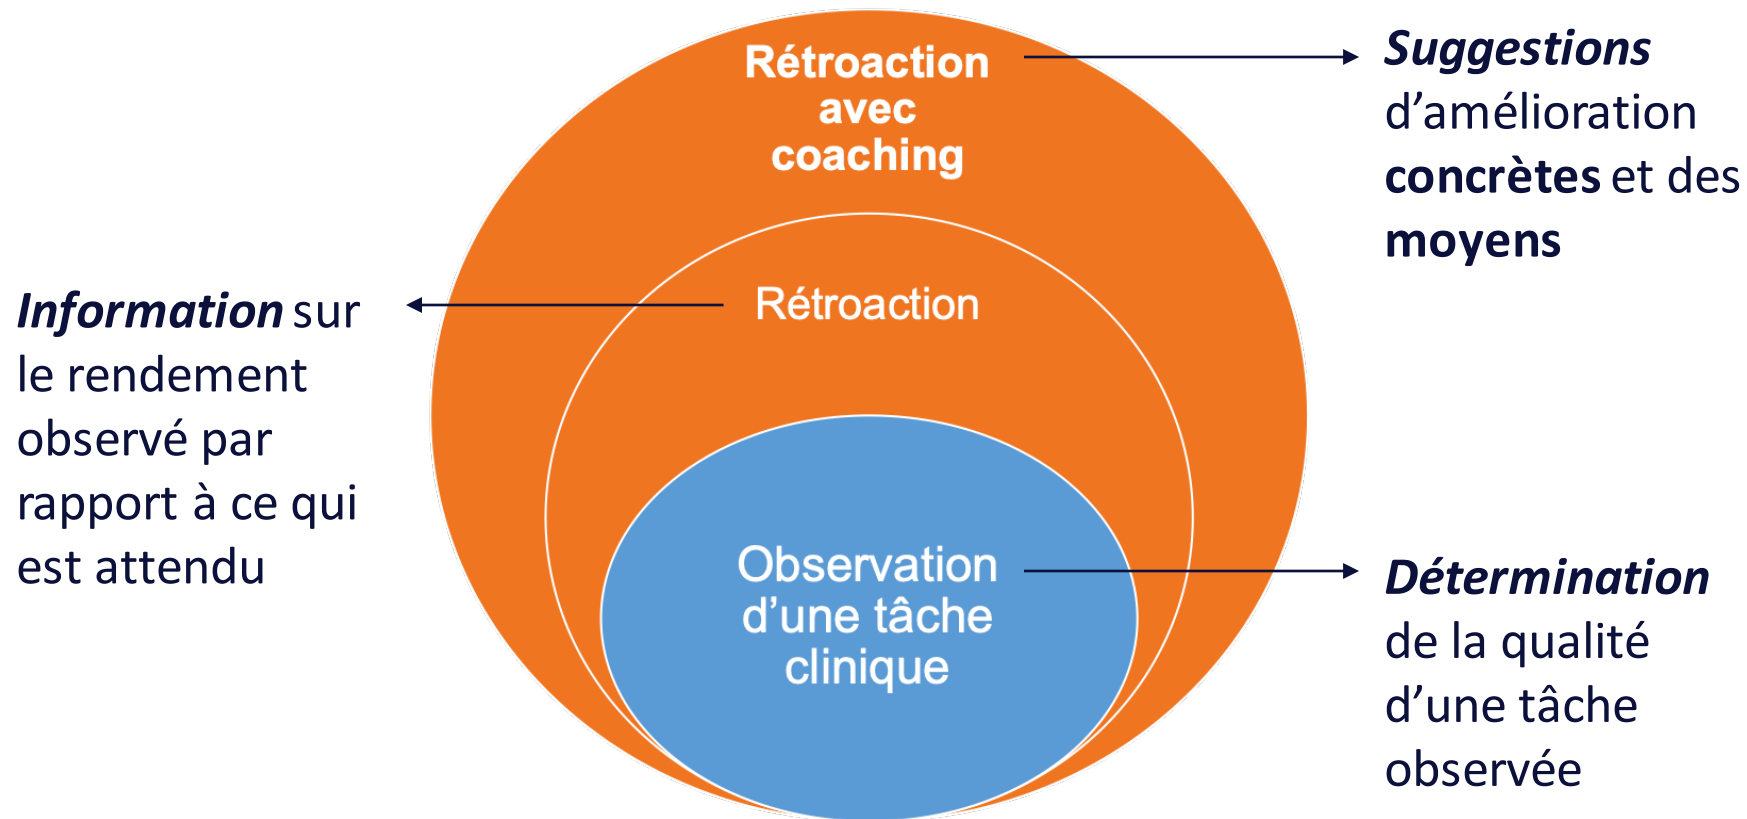 Rétroaction
avec
coaching
Suggestions
d’amélioration
concrètes et des
moyens
Rétroaction
Information sur
le rendement
observé par
rapport à ce qui
est attendu
Observation
d’une tâche
clinique
Détermination
de la qualité
d’une tâche
observée